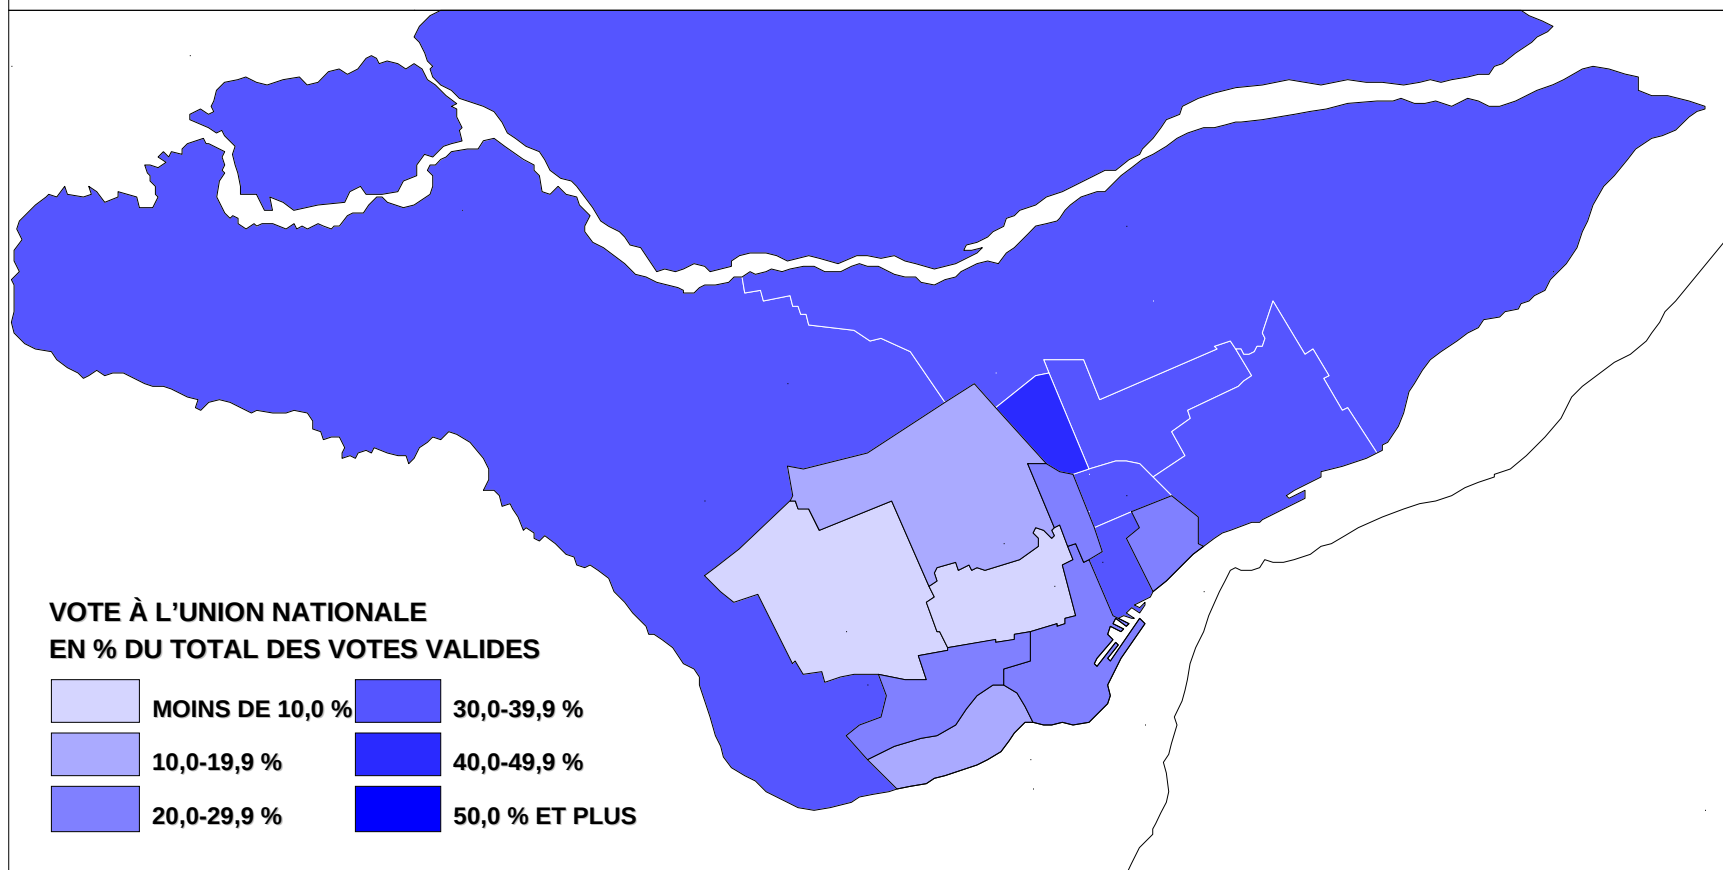 VOTE À L’UNION NATIONALE
EN % DU TOTAL DES VOTES VALIDES
MOINS DE 10,0 %
30,0-39,9 %
10,0-19,9 %
40,0-49,9 %
20,0-29,9 %
50,0 % ET PLUS